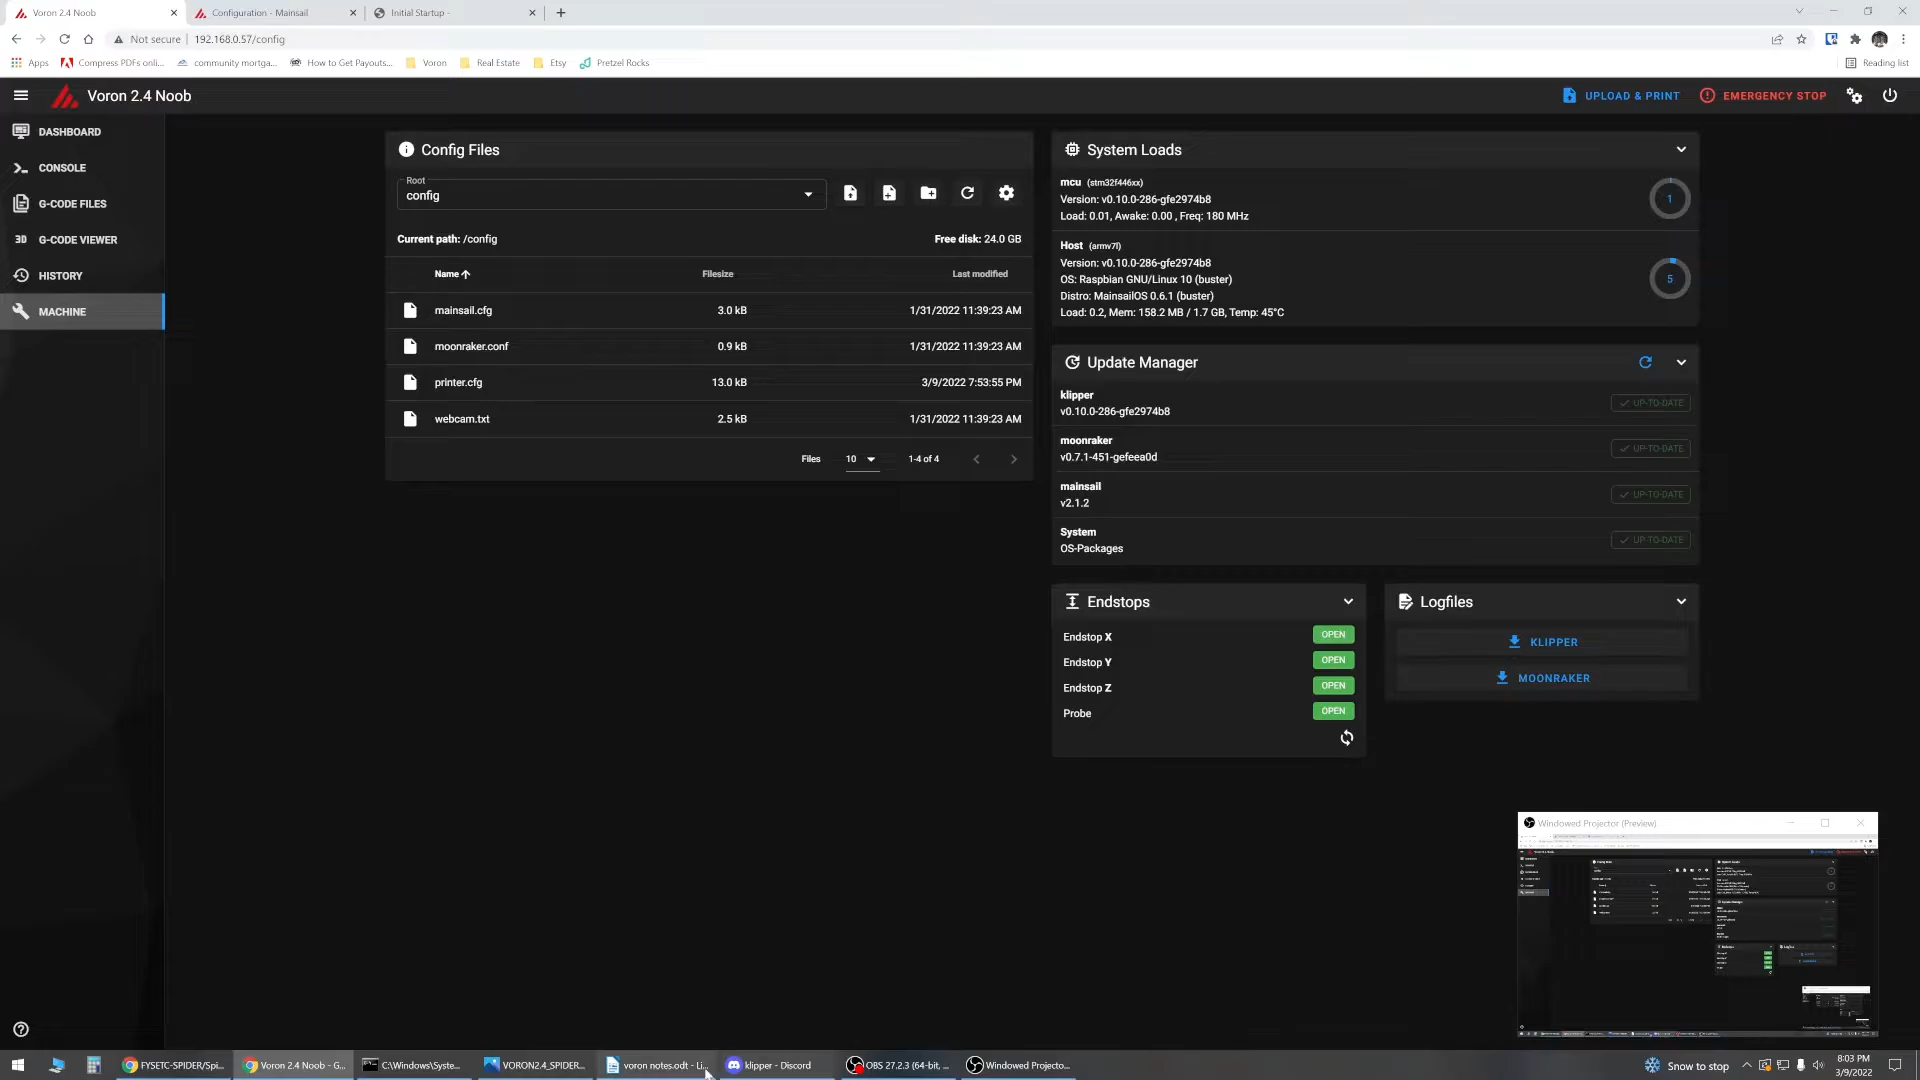 Voron 2.4 Noob
Configuration - Mainsail
Initial Startup -
Not secure
192.168.0.57/config
Apps
Compress PDFs onli...
community mortga...
How to Get Payouts...
Voron
Real Estate
Etsy
Pretzel Rocks
Reading list
Voron 2.4 Noob
UPLOAD & PRINT
EMERGENCY STOP
DASHBOARD
CONSOLE
G-CODE FILES
3D G-CODE VIEWER
HISTORY
MACHINE
Config Files
Root
config
Current path: /config
Free disk: 24.0 GB
Name
Filesize
Last modified
mainsail.cfg
3.0 kB
1/31/2022 11:39:23 AM
moonraker.conf
0.9 kB
1/31/2022 11:39:23 AM
printer.cfg
13.0 kB
3/9/2022 7:53:55 PM
webcam.txt
2.5 kB
1/31/2022 11:39:23 AM
Files
10
1-4 of 4
System Loads
mcu (stm32f446xx)
Version: v0.10.0-286-gfe2974b8
Load: 0.01, Awake: 0.00 , Freq: 180 MHz
1
Host (armv7l)
Version: v0.10.0-286-gfe2974b8
OS: Raspbian GNU/Linux 10 (buster)
Distro: MainsailOS 0.6.1 (buster)
Load: 0.2, Mem: 158.2 MB / 1.7 GB, Temp: 45°C
5
Update Manager
klipper
v0.10.0-286-gfe2974b8
UP-TO-DATE
moonraker
v0.7.1-451-gefeea0d
UP-TO-DATE
mainsail
v2.1.2
UP-TO-DATE
System
OS-Packages
UP-TO-DATE
Endstops
Endstop X
OPEN
Endstop Y
OPEN
Endstop Z
OPEN
Probe
OPEN
Logfiles
KLIPPER
MOONRAKER
Windowed Projector (Preview)
FYSETC-SPIDER/Spi...
Voron 2.4 Noob - G...
C:\Windows\Syste...
VORON2.4_SPIDER...
voron notes.odt - Li...
klipper - Discord
OBS 27.2.3 (64-bit, ...
Windowed Projecto...
Snow to stop
8:03 PM
3/9/2022